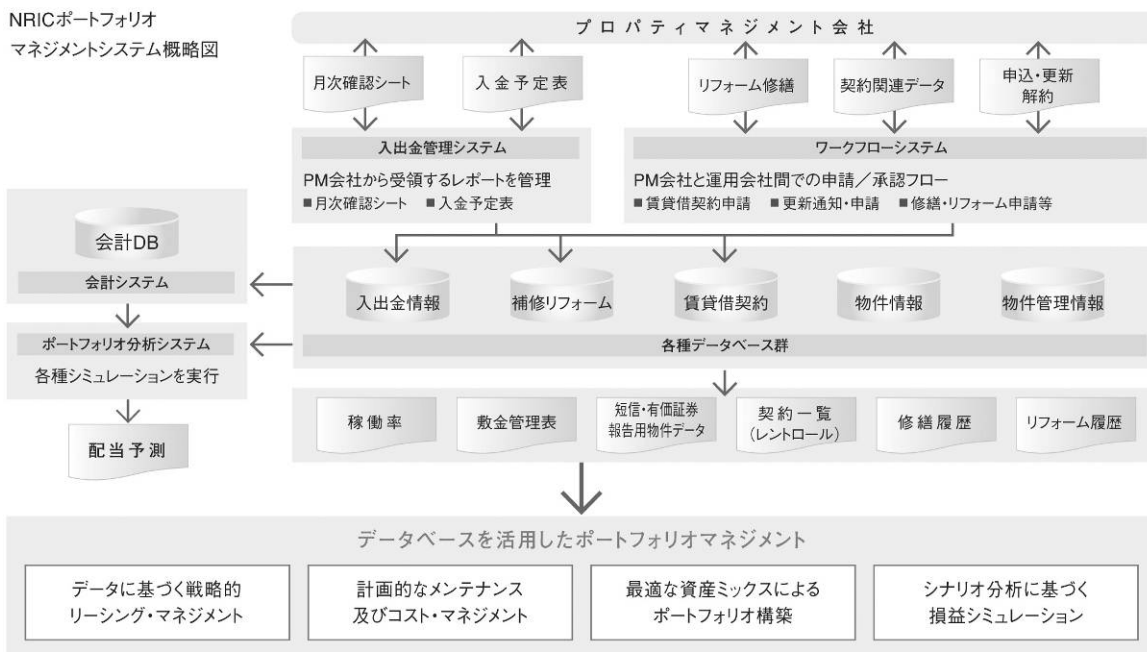 NRICポートフォリオ
マネジメントシステム概略図
プロパティマネジメント会社
月次確認シート
入金予定表
リフォーム修繕
契約関連データ
申込・更新
解約
入出金管理システム
PM会社から受領するレポートを管理
■月次確認シート ■入金予定表
ワークフローシステム
PM会社と運用会社間での申請／承認フロー
■賃貸借契約申請 ■更新通知・申請 ■修繕・リフォーム申請等
会計DB
会計システム
ポートフォリオ分析システム
各種シミュレーションを実行
配当予測
入出金情報
補修リフォーム
賃貸借契約
物件情報
物件管理情報
各種データベース群
稼働率
敷金管理表
短信・有価証券
報告用物件データ
契約一覧
(レントロール)
修繕履歴
リフォーム履歴
データベースを活用したポートフォリオマネジメント
データに基づく戦略的
リーシング・マネジメント
計画的なメンテナンス
及びコスト・マネジメント
最適な資産ミックスによる
ポートフォリオ構築
シナリオ分析に基づく
損益シミュレーション